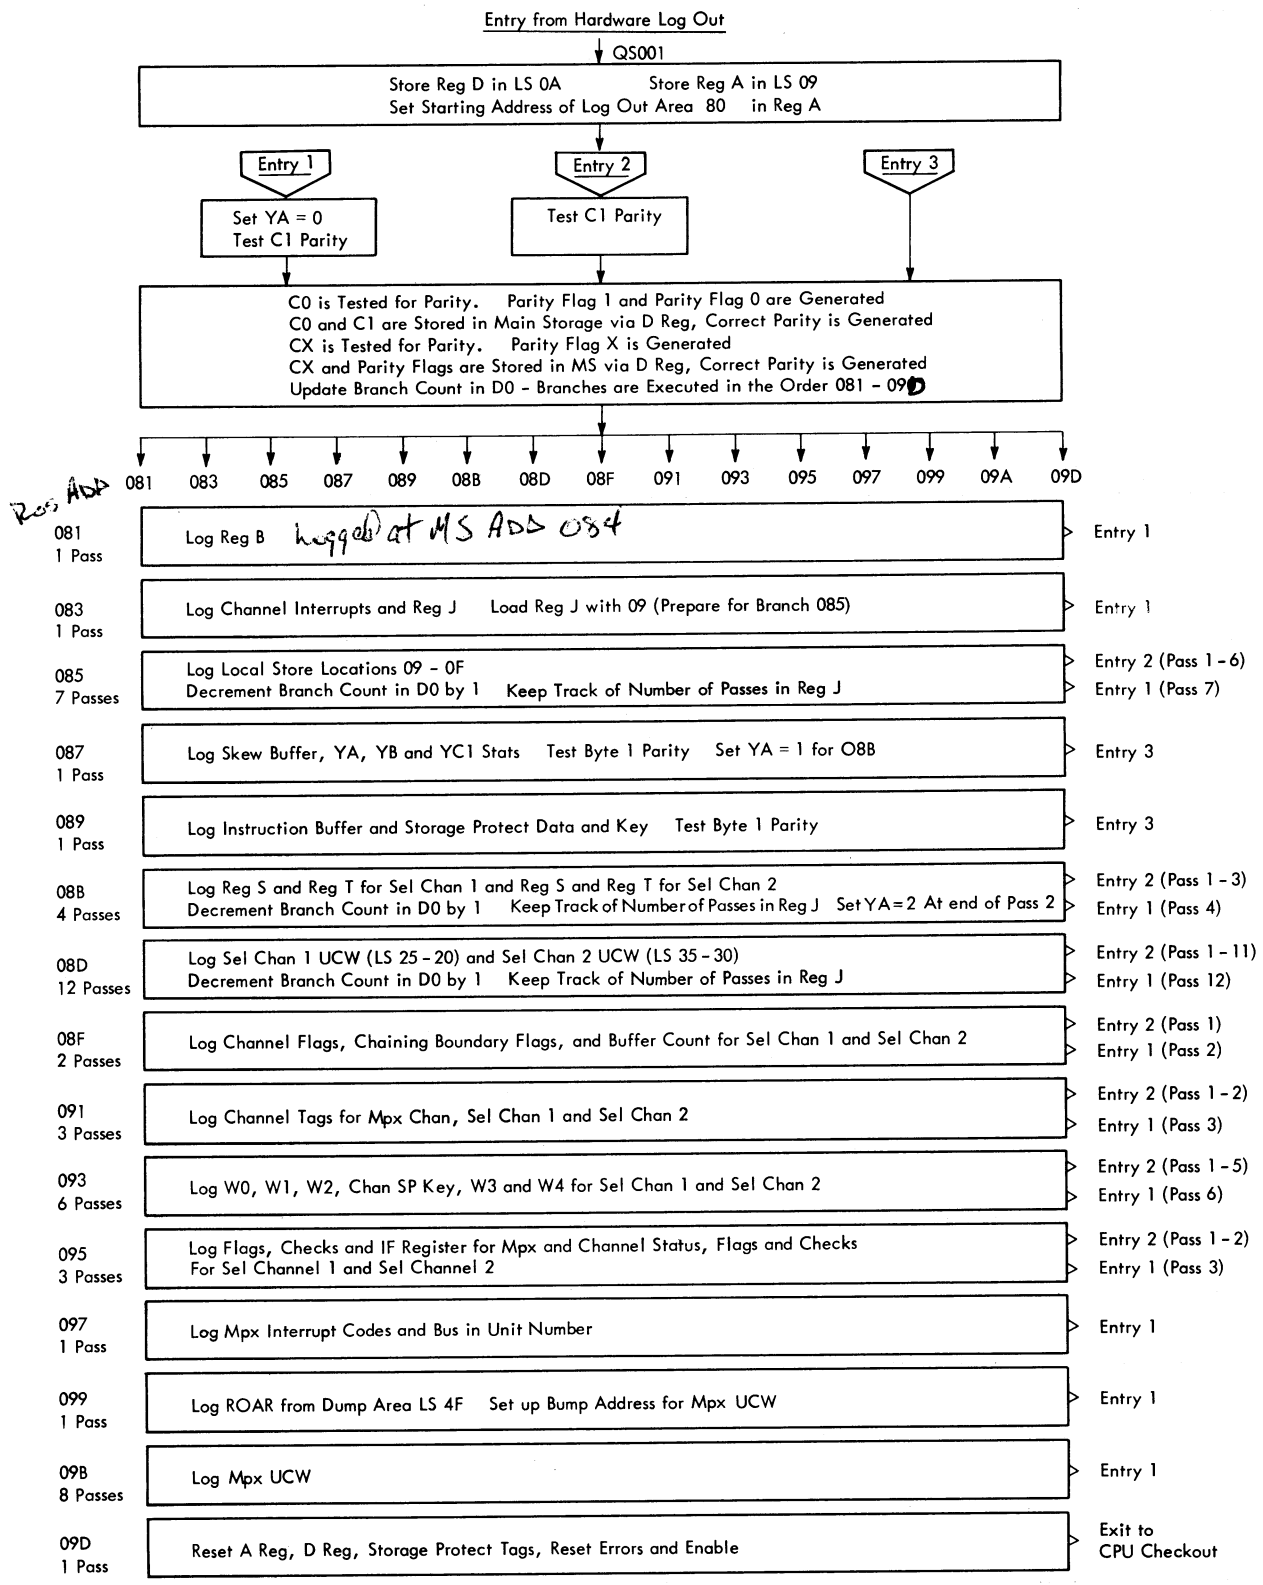 Entry from Hardware Log Out
QS001
Store Reg D in LS 0A Store Reg A in LS 09
Set Starting Address of Log Out Area 80 in Reg A
Entry 1 Entry 2 Entry 3
Set YA = 0
Test C1 Parity
Test C1 Parity
C0 is Tested for Parity. Parity Flag 1 and Parity Flag 0 are Generated
C0 and C1 are Stored in Main Storage via D Reg, Correct Parity is Generated
CX is Tested for Parity. Parity Flag X is Generated
CX and Parity Flags are Stored in MS via D Reg, Correct Parity is Generated
Update Branch Count in D0 - Branches are Executed in the Order 081 - 09D
Ros ADD
081 083 085 087 089 08B 08D 08F 091 093 095 097 099 09A 09D
081
1 Pass
Log Reg B Logged at MS ADD 084
Entry 1
083
1 Pass
Log Channel Interrupts and Reg J Load Reg J with 09 (Prepare for Branch 085)
Entry 1
085
7 Passes
Log Local Store Locations 09 - 0F
Decrement Branch Count in D0 by 1 Keep Track of Number of Passes in Reg J
Entry 2 (Pass 1 - 6)
Entry 1 (Pass 7)
087
1 Pass
Log Skew Buffer, YA, YB and YC1 Stats Test Byte 1 Parity Set YA = 1 for O8B
Entry 3
089
1 Pass
Log Instruction Buffer and Storage Protect Data and Key Test Byte 1 Parity
Entry 3
08B
4 Passes
Log Reg S and Reg T for Sel Chan 1 and Reg S and Reg T for Sel Chan 2
Decrement Branch Count in D0 by 1 Keep Track of Number of Passes in Reg J Set YA=2 At end of Pass 2
Entry 2 (Pass 1 - 3)
Entry 1 (Pass 4)
08D
12 Passes
Log Sel Chan 1 UCW (LS 25 - 20) and Sel Chan 2 UCW (LS 35 - 30)
Decrement Branch Count in D0 by 1 Keep Track of Number of Passes in Reg J
Entry 2 (Pass 1 - 11)
Entry 1 (Pass 12)
08F
2 Passes
Log Channel Flags, Chaining Boundary Flags, and Buffer Count for Sel Chan 1 and Sel Chan 2
Entry 2 (Pass 1)
Entry 1 (Pass 2)
091
3 Passes
Log Channel Tags for Mpx Chan, Sel Chan 1 and Sel Chan 2
Entry 2 (Pass 1 - 2)
Entry 1 (Pass 3)
093
6 Passes
Log W0, W1, W2, Chan SP Key, W3 and W4 for Sel Chan 1 and Sel Chan 2
Entry 2 (Pass 1 - 5)
Entry 1 (Pass 6)
095
3 Passes
Log Flags, Checks and IF Register for Mpx and Channel Status, Flags and Checks
For Sel Channel 1 and Sel Channel 2
Entry 2 (Pass 1 - 2)
Entry 1 (Pass 3)
097
1 Pass
Log Mpx Interrupt Codes and Bus in Unit Number
Entry 1
099
1 Pass
Log ROAR from Dump Area LS 4F Set up Bump Address for Mpx UCW
Entry 1
09B
8 Passes
Log Mpx UCW
Entry 1
09D
1 Pass
Reset A Reg, D Reg, Storage Protect Tags, Reset Errors and Enable
Exit to
CPU Checkout